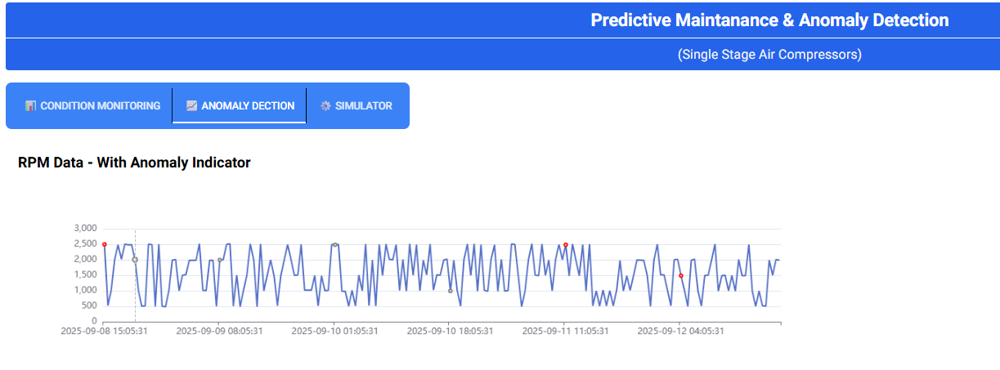 Predictive Maintanance & Anomaly Detection
(Single Stage Air Compressors)
CONDITION MONITORING ANOMALY DECTION SIMULATOR
RPM Data - With Anomaly Indicator
3,000
2,500
2,000
1,500
1,000
500
0
2025-09-08 15:05:31 2025-09-09 08:05:31 2025-09-10 01:05:31 2025-09-10 18:05:31 2025-09-11 11:05:31 2025-09-12 04:05:31